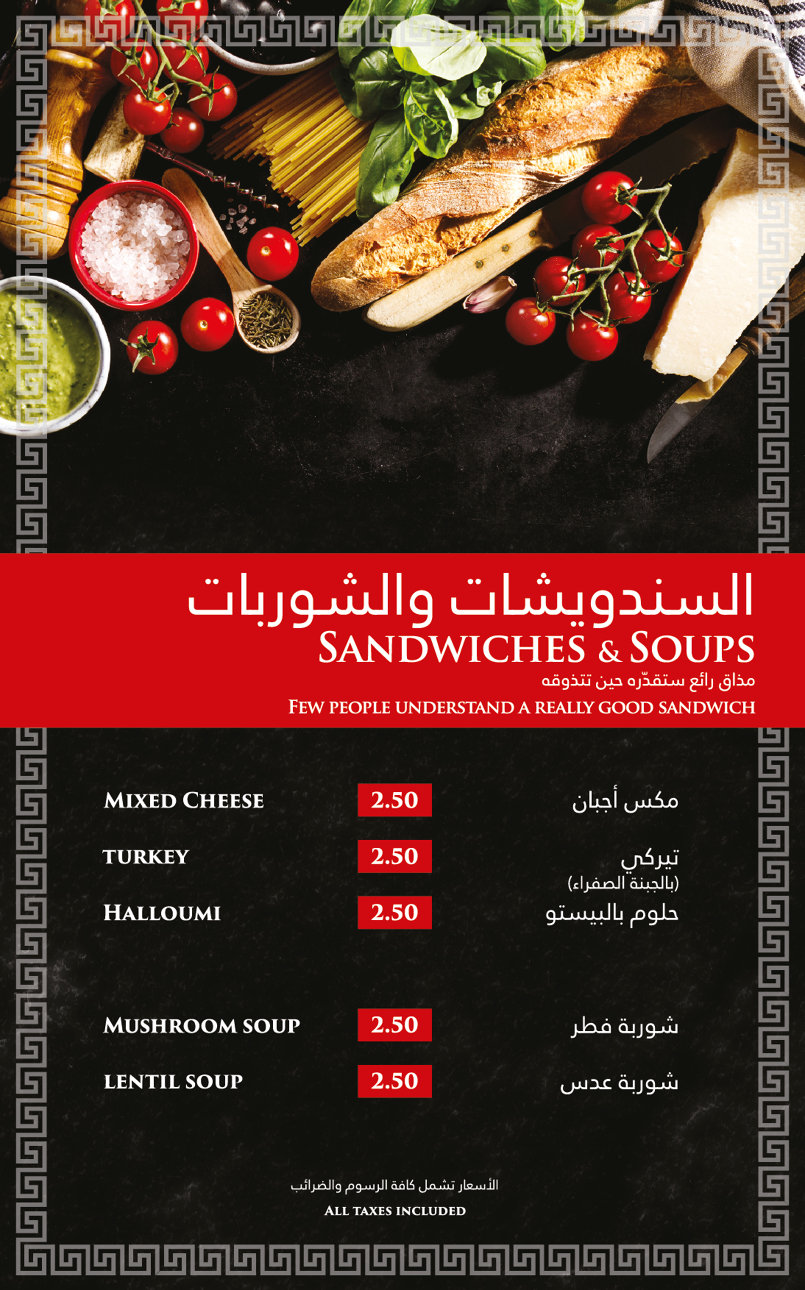 السندويشات والشوربات
SANDWICHES & SOUPS
مذاق رائع ستقدّره حين تتذوقه
FEW PEOPLE UNDERSTAND A REALLY GOOD SANDWICH
MIXED CHEESE 2.50 مكس أجبان
TURKEY 2.50 تيركي
(بالجبنة الصفراء)
HALLOUMI 2.50 حلوم بالبيستو
MUSHROOM SOUP 2.50 شوربة فطر
LENTIL SOUP 2.50 شوربة عدس
الأسعار تشمل كافة الرسوم والضرائب
ALL TAXES INCLUDED